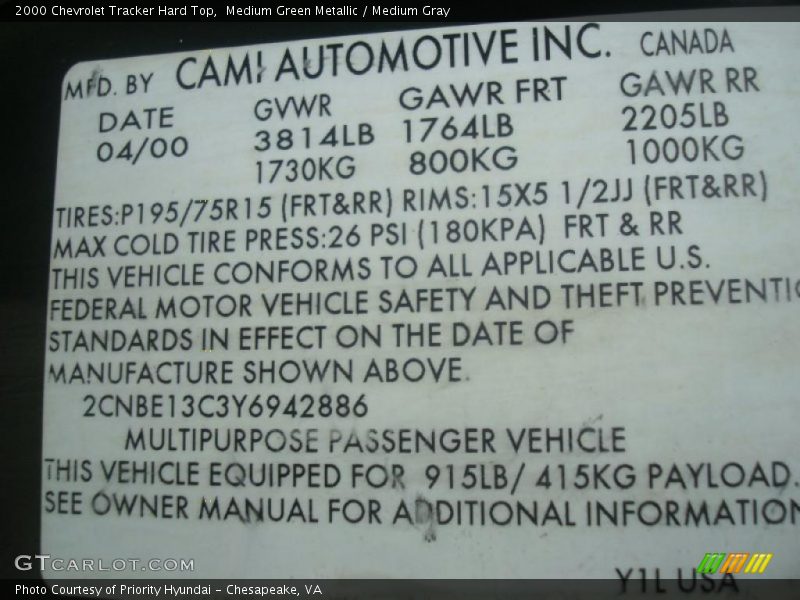 2000 Chevrolet Tracker Hard Top,  Medium Green Metallic / Medium Gray
MFD. BY CAMI AUTOMOTIVE INC. CANADA
DATE GVWR GAWR FRT GAWR RR
04/00 3814LB 1764LB 2205LB
1730KG 800KG 1000KG
TIRES:P195/75R15 (FRT&RR) RIMS:15X5 1/2JJ (FRT&RR)
MAX COLD TIRE PRESS:26 PSI (180KPA) FRT & RR
THIS VEHICLE CONFORMS TO ALL APPLICABLE U.S.
FEDERAL MOTOR VEHICLE SAFETY AND THEFT PREVENTIO
STANDARDS IN EFFECT ON THE DATE OF
MANUFACTURE SHOWN ABOVE.
2CNBE13C3Y6942886
MULTIPURPOSE PASSENGER VEHICLE
THIS VEHICLE EQUIPPED FOR 915LB/ 415KG PAYLOAD.
SEE OWNER MANUAL FOR ADDITIONAL INFORMATION
Y1L USA
GTCARLOT.COM
Photo Courtesy of Priority Hyundai – Chesapeake, VA